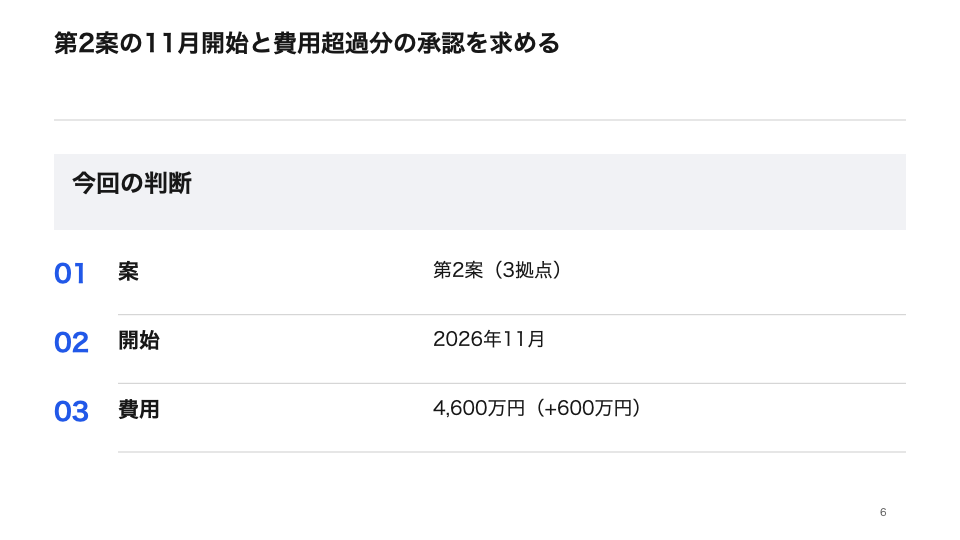 第2案の11月開始と費用超過分の承認を求める
今回の判断
01 案 第2案（3拠点）
02 開始 2026年11月
03 費用 4,600万円（+600万円）
6